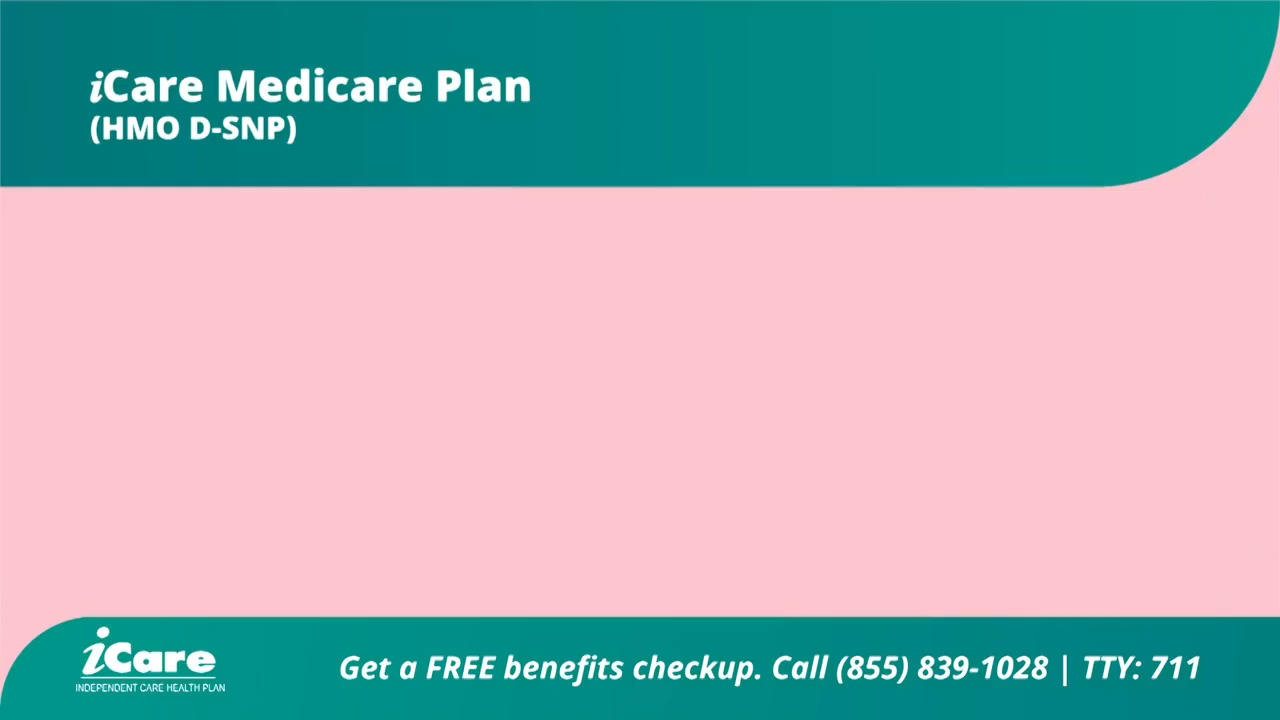 iCare Medicare Plan
(HMO D-SNP)
iCare
INDEPENDENT CARE HEALTH PLAN
Get a FREE benefits checkup. Call (855) 839-1028 | TTY: 711